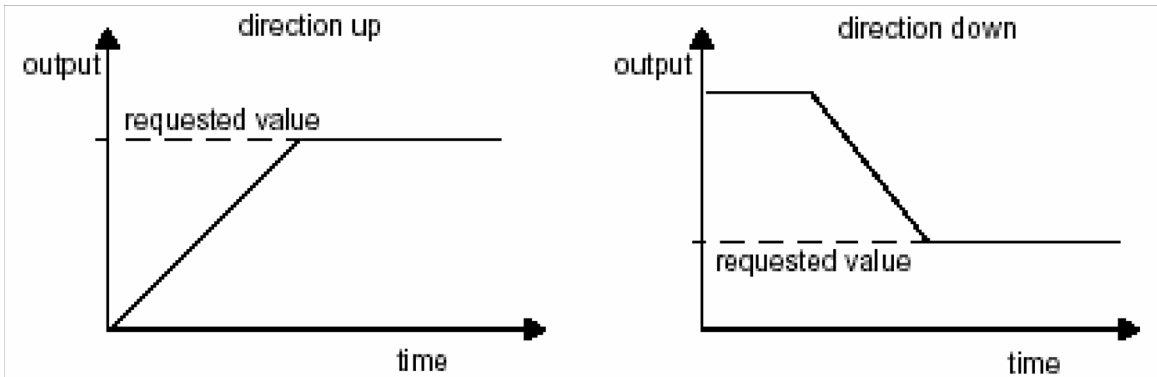 direction up
output
requested value
time
direction down
output
requested value
time